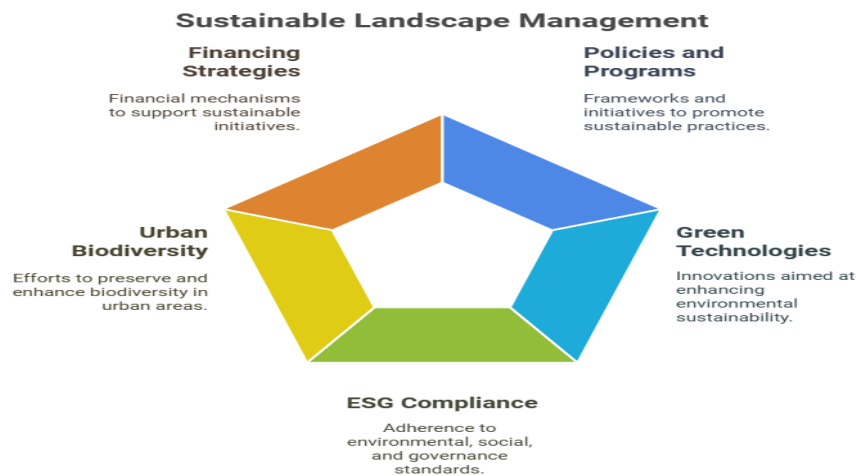 Sustainable Landscape Management
Financing
Strategies
Financial mechanisms
to support sustainable
initiatives.
Policies and
Programs
Frameworks and
initiatives to promote
sustainable practices.
Urban
Biodiversity
Efforts to preserve and
enhance biodiversity in
urban areas.
Green
Technologies
Innovations aimed at
enhancing
environmental
sustainability.
ESG Compliance
Adherence to
environmental, social,
and governance
standards.